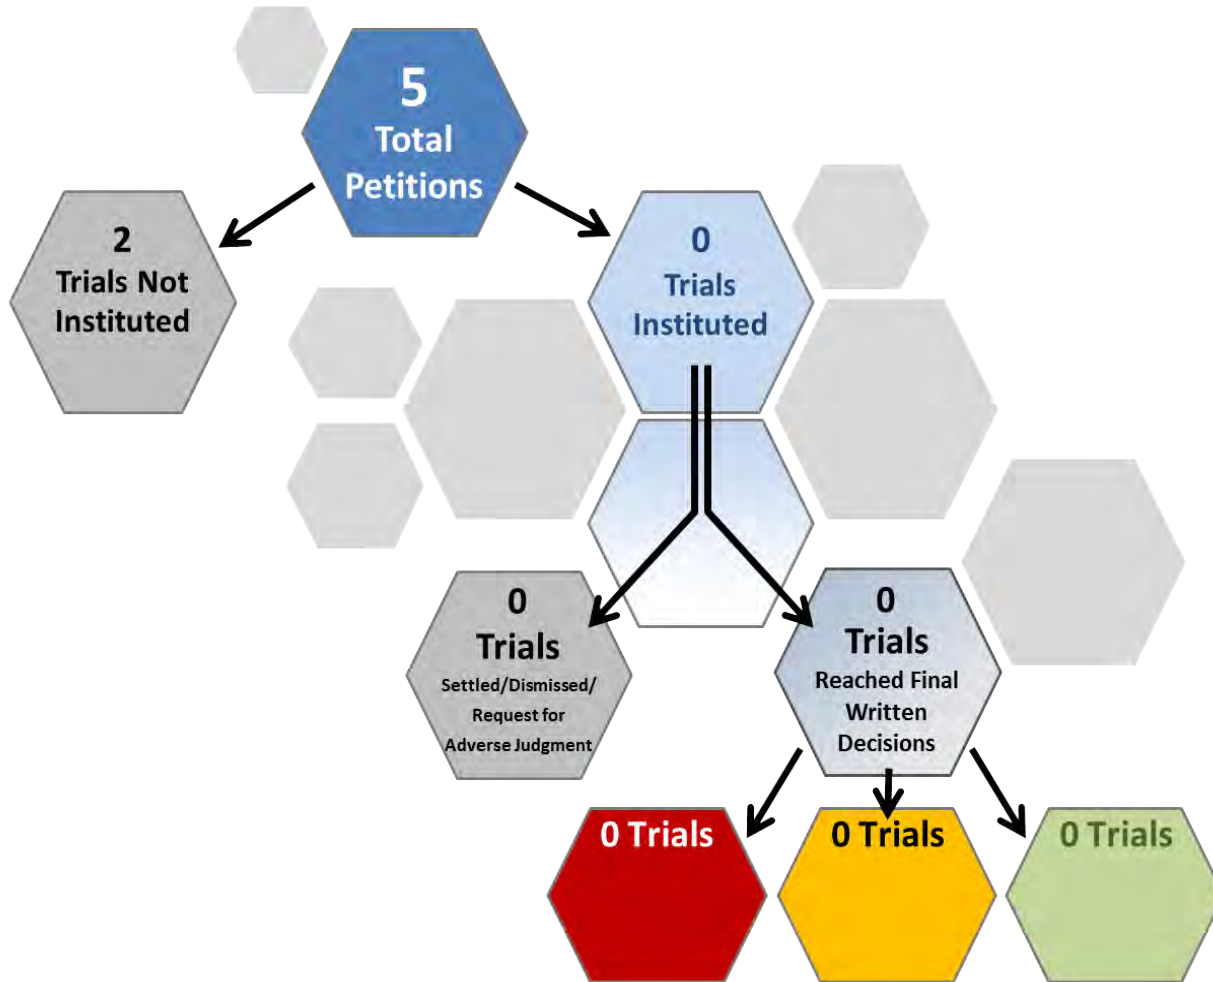 5
Total
Petitions
2
Trials Not
Instituted
0
Trials
Instituted
0
Trials
Settled/Dismissed/
Request for
Adverse Judgment
0
Trials
Reached Final
Written
Decisions
0 Trials
0 Trials
0 Trials